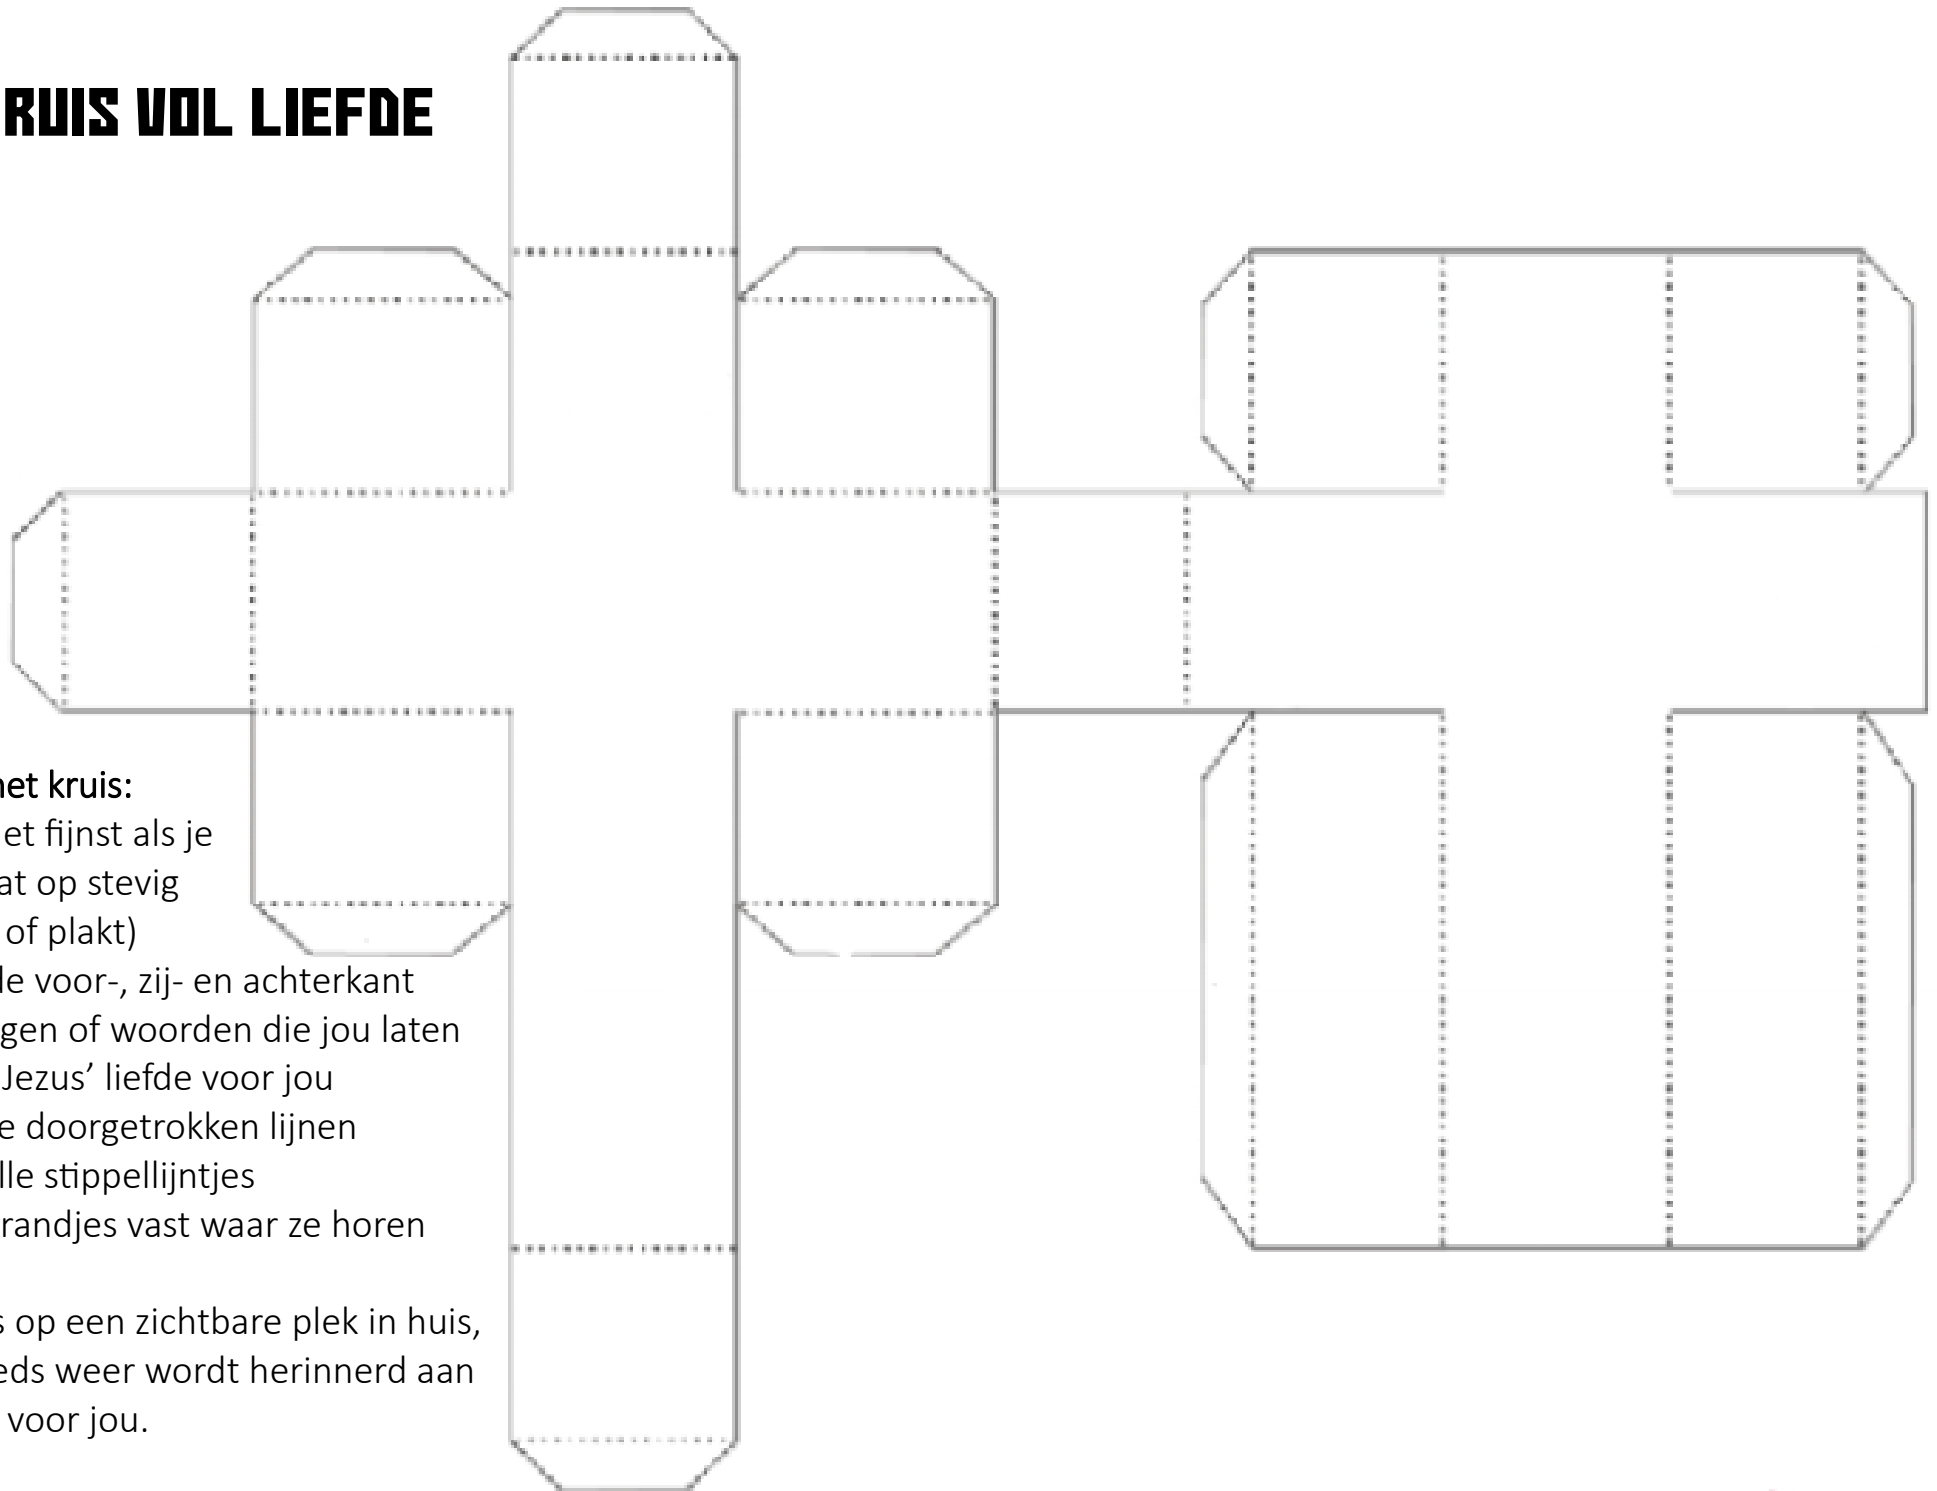 RUIS VOL LIEFDE
het kruis:
et fijnst als je
at op stevig
of plakt)
de voor-, zij- en achterkant
gen of woorden die jou laten
Jezus’ liefde voor jou
e doorgetrokken lijnen
lle stippellijntjes
randjes vast waar ze horen
s op een zichtbare plek in huis,
eds weer wordt herinnerd aan
voor jou.